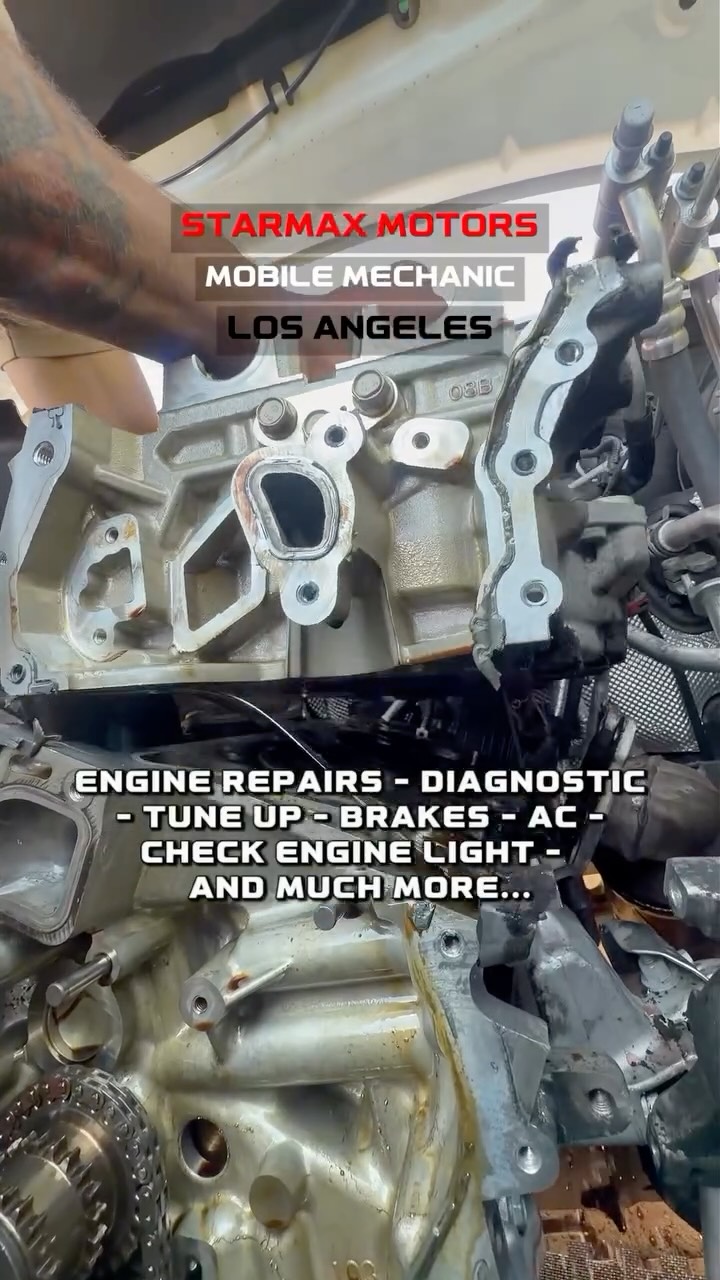 STARMAX MOTORS
MOBILE MECHANIC
LOS ANGELES
08B
ENGINE REPAIRS - DIAGNOSTIC
- TUNE UP - BRAKES - AC -
CHECK ENGINE LIGHT -
AND MUCH MORE...